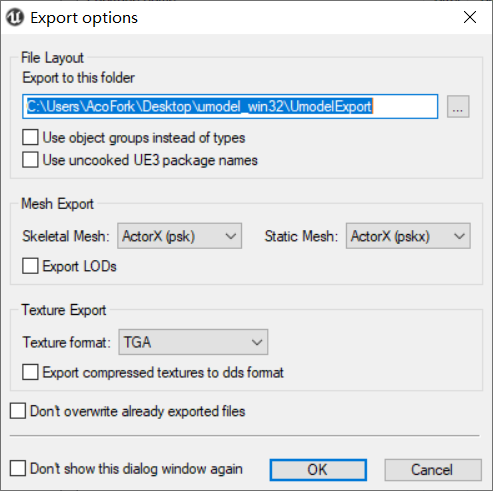 Export options
File Layout
Export to this folder
C:\Users\AcoFork\Desktop\umodel_win32\UmodelExport
...
Use object groups instead of types
Use uncooked UE3 package names
Mesh Export
Skeletal Mesh: ActorX (psk) Static Mesh: ActorX (pskx)
Export LODs
Texture Export
Texture format: TGA
Export compressed textures to dds format
Don't overwrite already exported files
Don't show this dialog window again OK Cancel